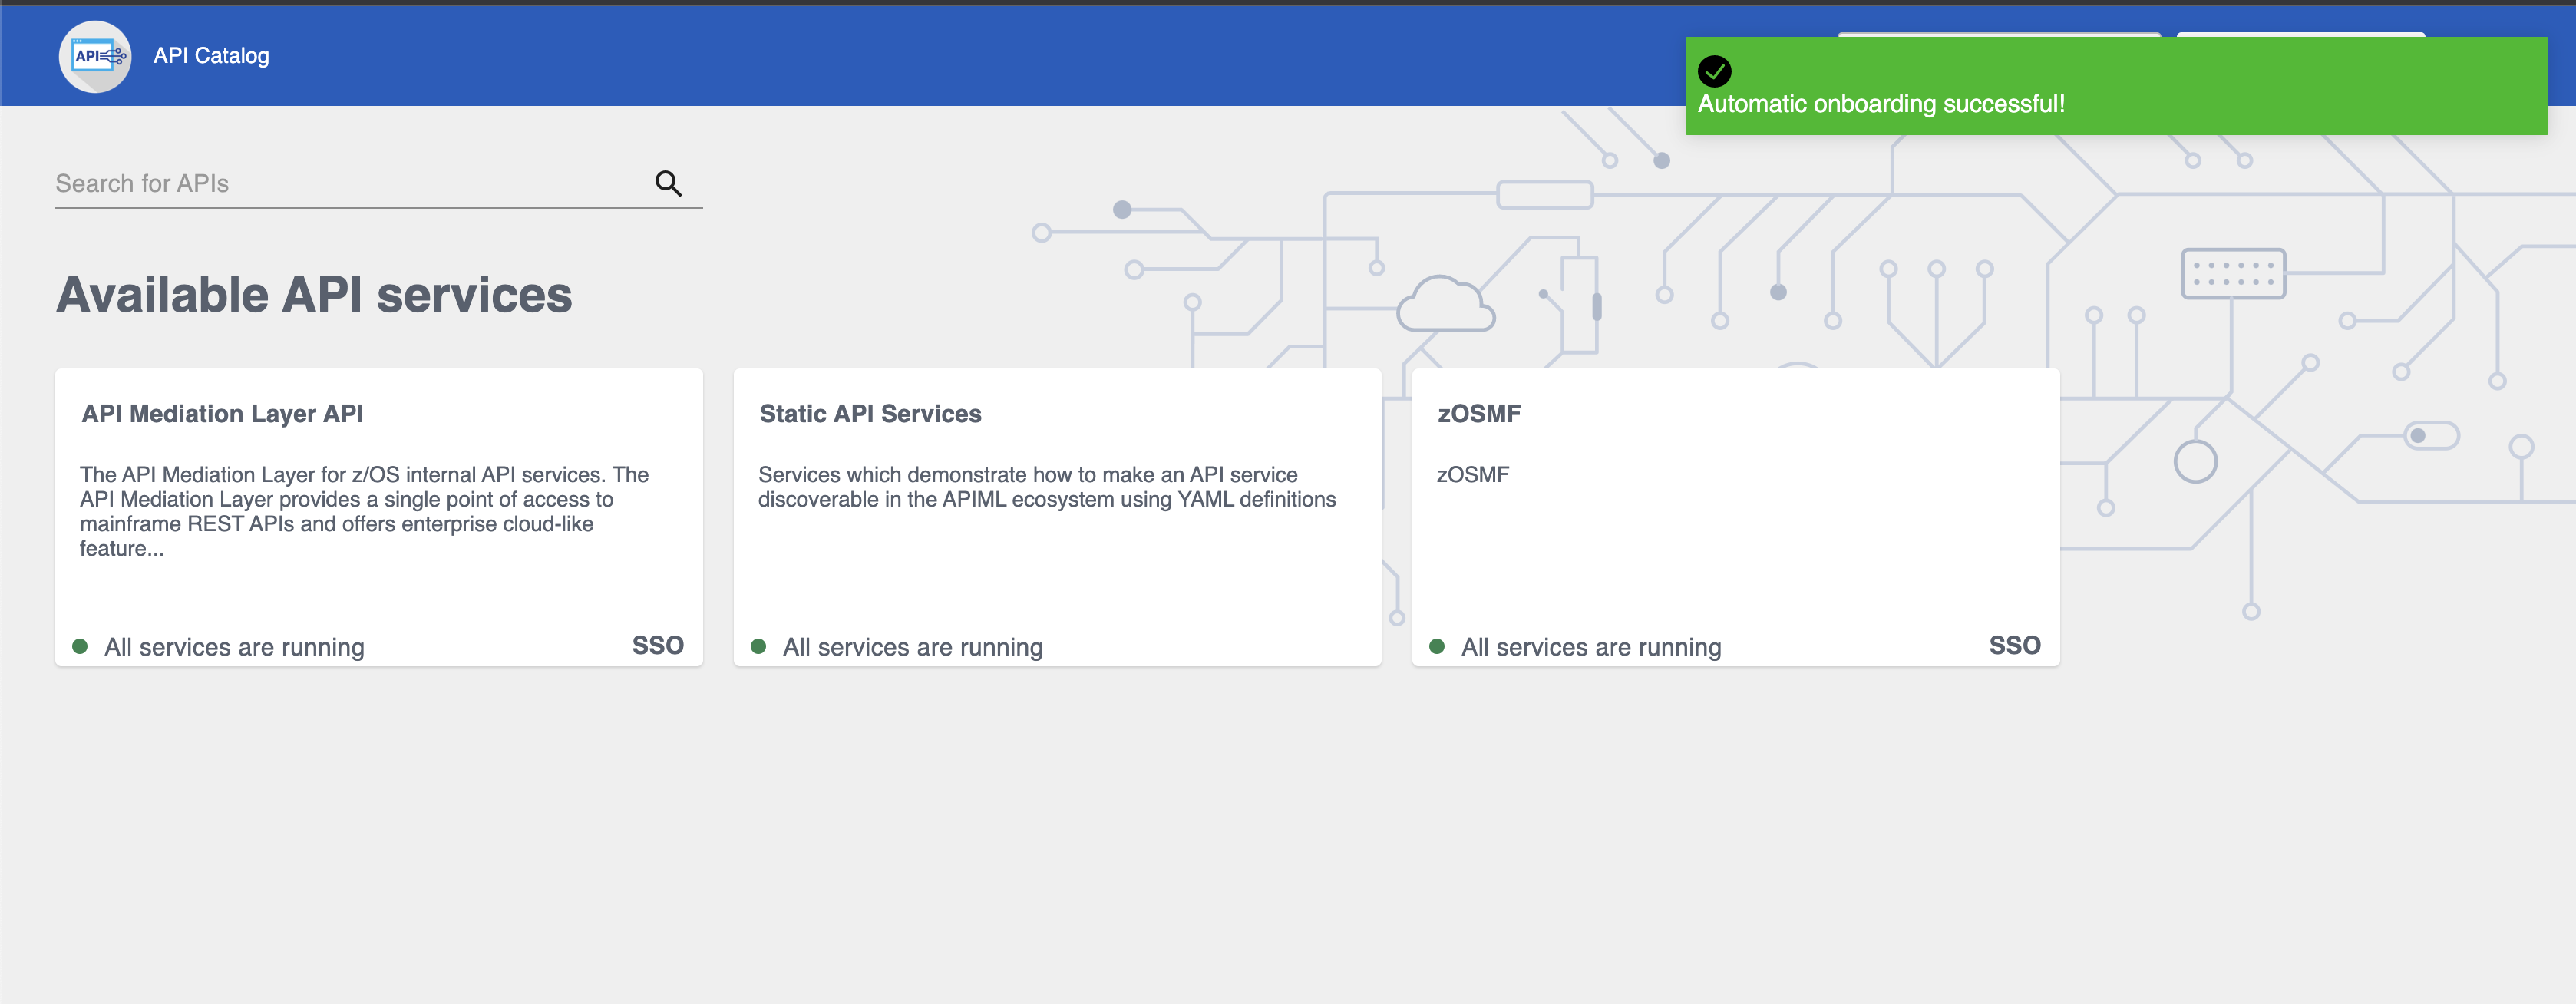 API
API Catalog
Automatic onboarding successful!
Search for APIs
Available API services
API Mediation Layer API
The API Mediation Layer for z/OS internal API services. The
API Mediation Layer provides a single point of access to
mainframe REST APIs and offers enterprise cloud-like
feature...
All services are running
SSO
Static API Services
Services which demonstrate how to make an API service
discoverable in the APIML ecosystem using YAML definitions
All services are running
zOSMF
zOSMF
All services are running
SSO